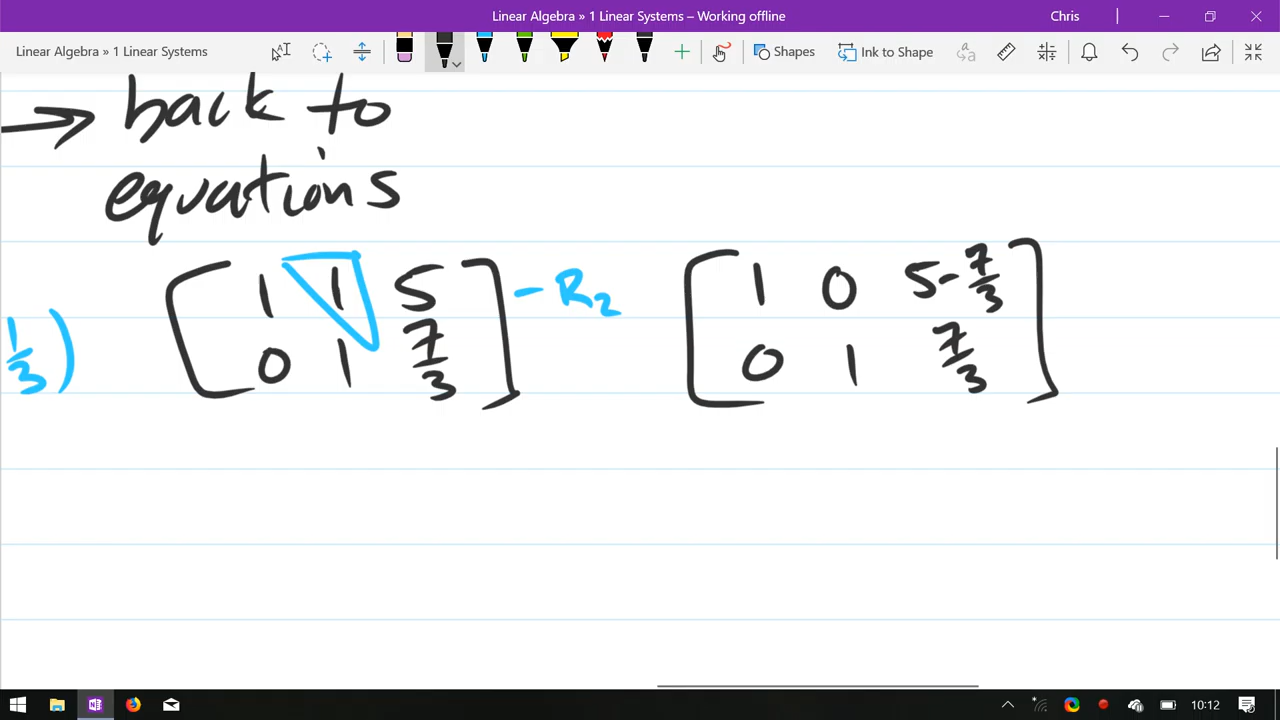 Linear Algebra » 1 Linear Systems – Working offline
Chris
Linear Algebra » 1 Linear Systems
Shapes
Ink to Shape
→ back to
equations
1 1 5 - R2 1 0 5-7/3
1/3)
0 1 7/3 0 1 7/3
10:12